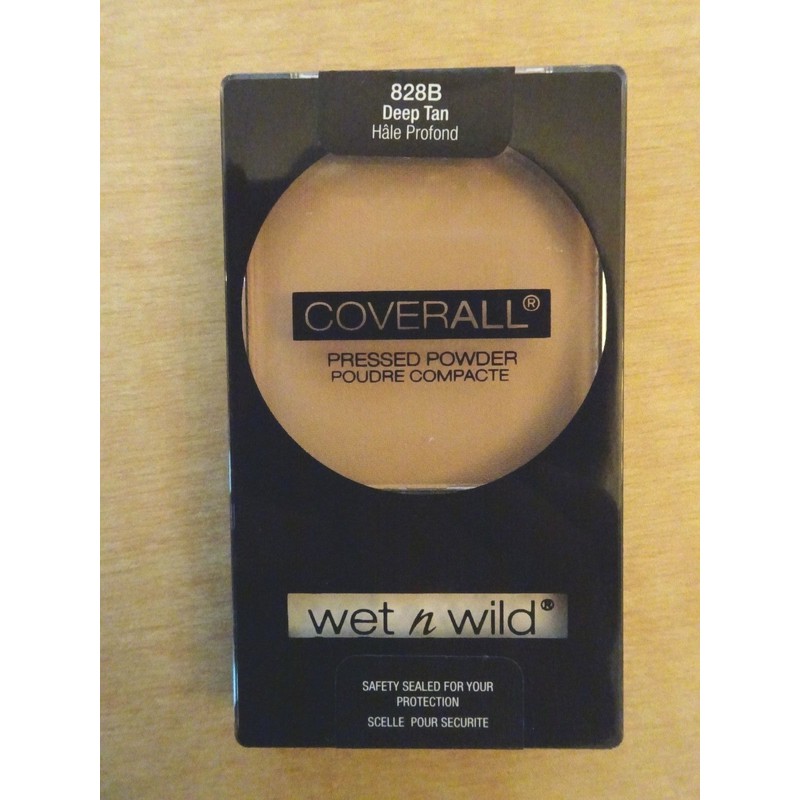 828B
Deep Tan
Hâle Profond
COVERALL®
PRESSED POWDER
POUDRE COMPACTE
wet n wild®
SAFETY SEALED FOR YOUR
PROTECTION
SCELLE POUR SECURITE